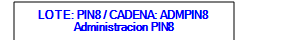 LOTE: PIN8 / CADENA: ADMPIN8
Administracion PIN8